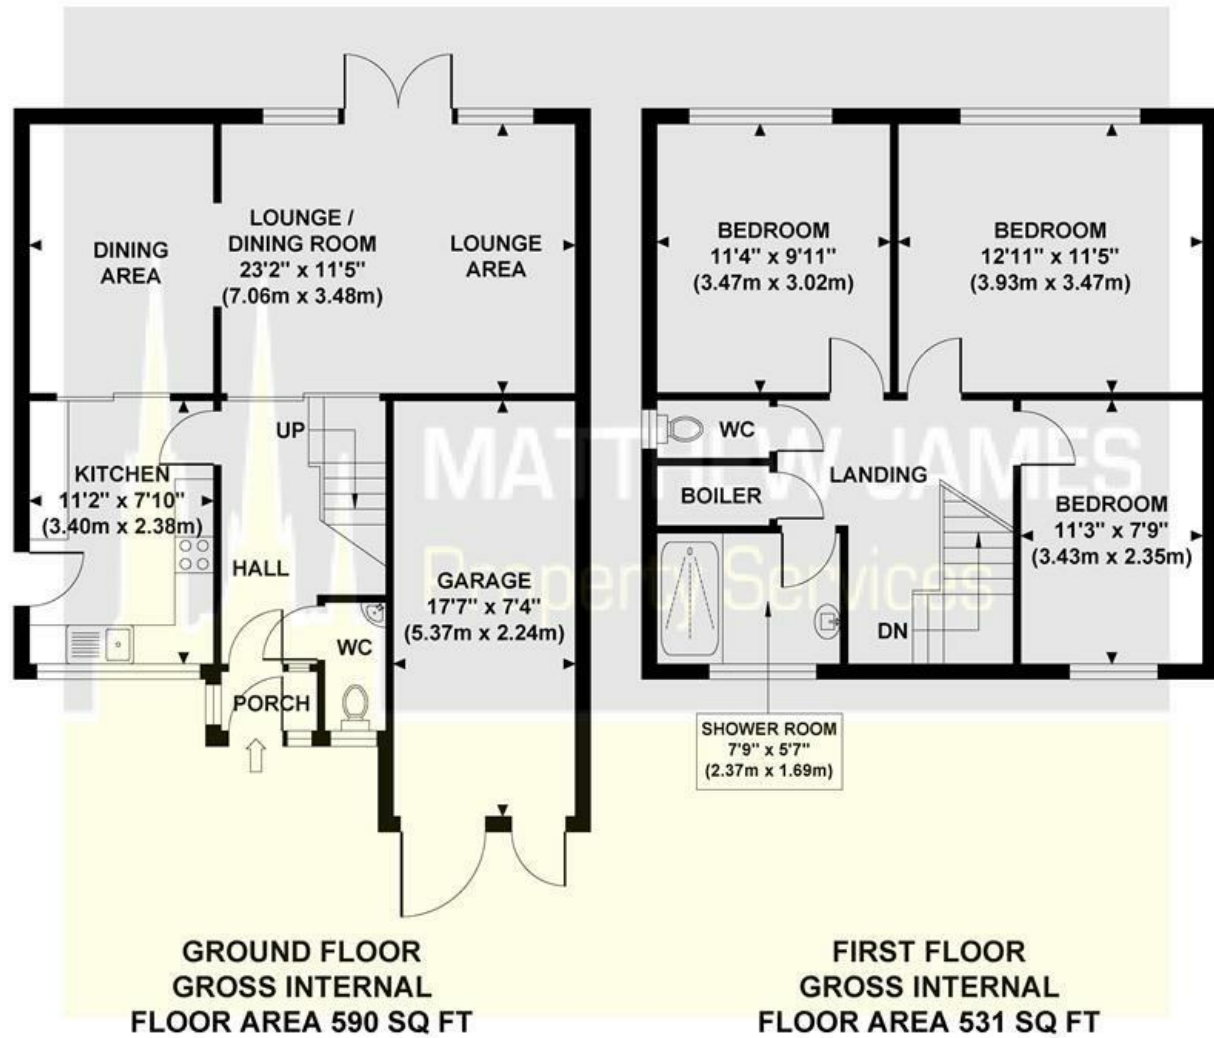 LOUNGE /
DINING ROOM
23'2" x 11'5"
(7.06m x 3.48m)
DINING
AREA
LOUNGE
AREA
KITCHEN
11'2" x 7'10"
(3.40m x 2.38m)
UP
HALL
WC
PORCH
GARAGE
17'7" x 7'4"
(5.37m x 2.24m)
BEDROOM
11'4" x 9'11"
(3.47m x 3.02m)
BEDROOM
12'11" x 11'5"
(3.93m x 3.47m)
WC
BOILER
LANDING
BEDROOM
11'3" x 7'9"
(3.43m x 2.35m)
DN
SHOWER ROOM
7'9" x 5'7"
(2.37m x 1.69m)
MATTHEW JAMES
Property Services
GROUND FLOOR
GROSS INTERNAL
FLOOR AREA 590 SQ FT
FIRST FLOOR
GROSS INTERNAL
FLOOR AREA 531 SQ FT